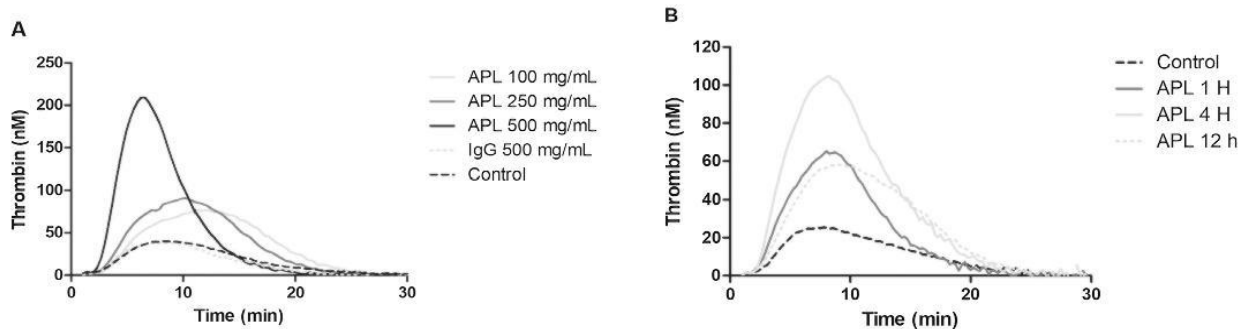 A
250
200
150
100
50
0
Thrombin (nM)
0
10
20
30
Time (min)
APL 100 mg/mL
APL 250 mg/mL
APL 500 mg/mL
IgG 500 mg/mL
Control
B
120
100
80
60
40
20
0
Thrombin (nM)
0
10
20
30
Time (min)
Control
APL 1 H
APL 4 H
APL 12 h